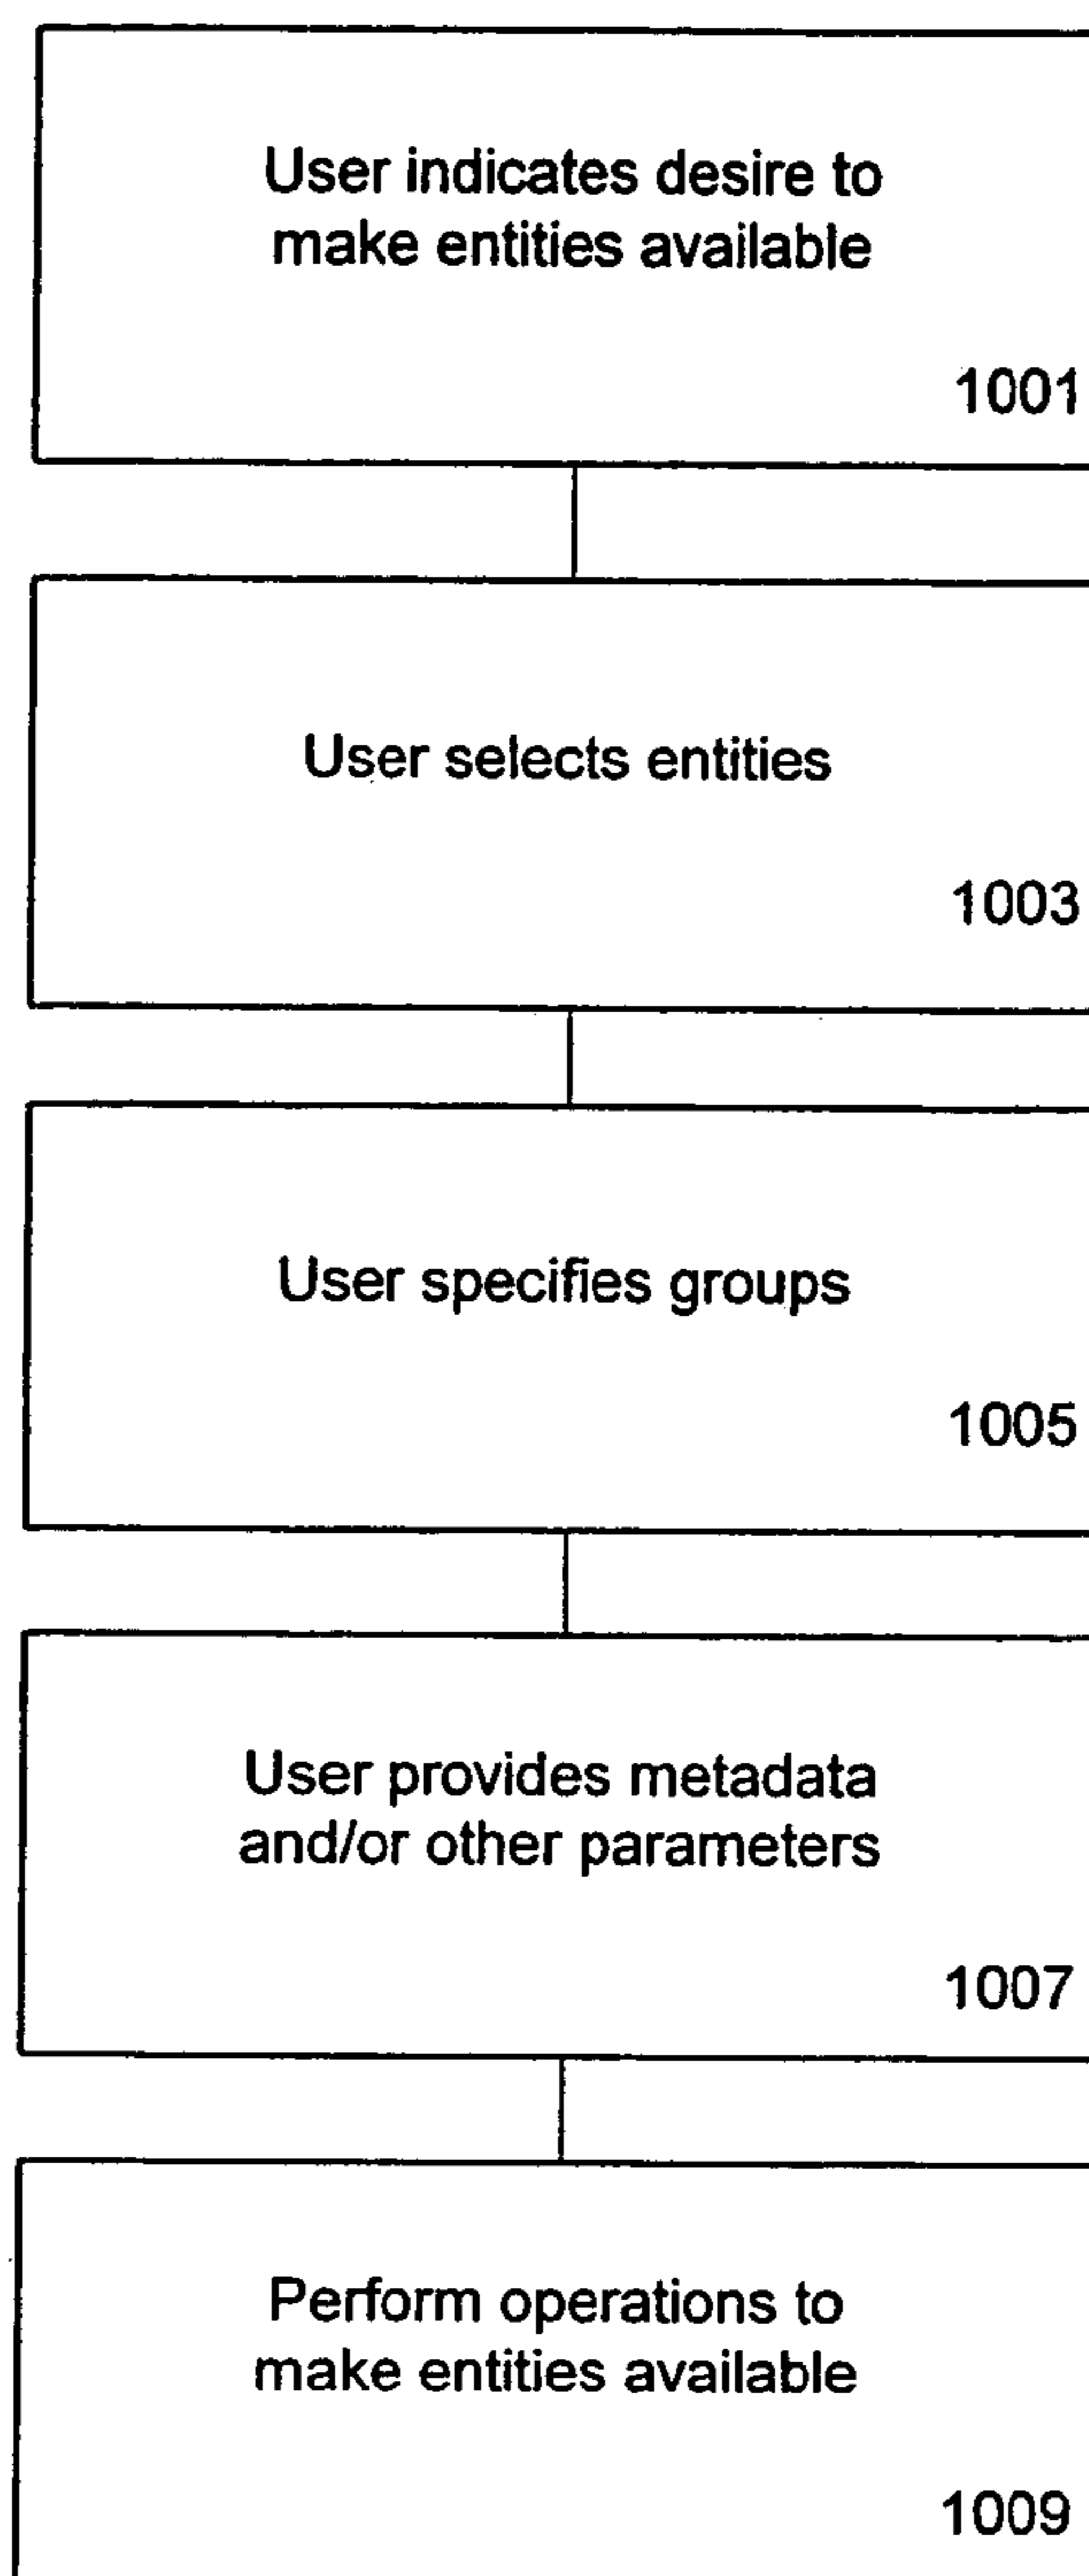 User indicates desire to
make entities available
1001
User selects entities
1003
User specifies groups
1005
User provides metadata
and/or other parameters
1007
Perform operations to
make entities available
1009